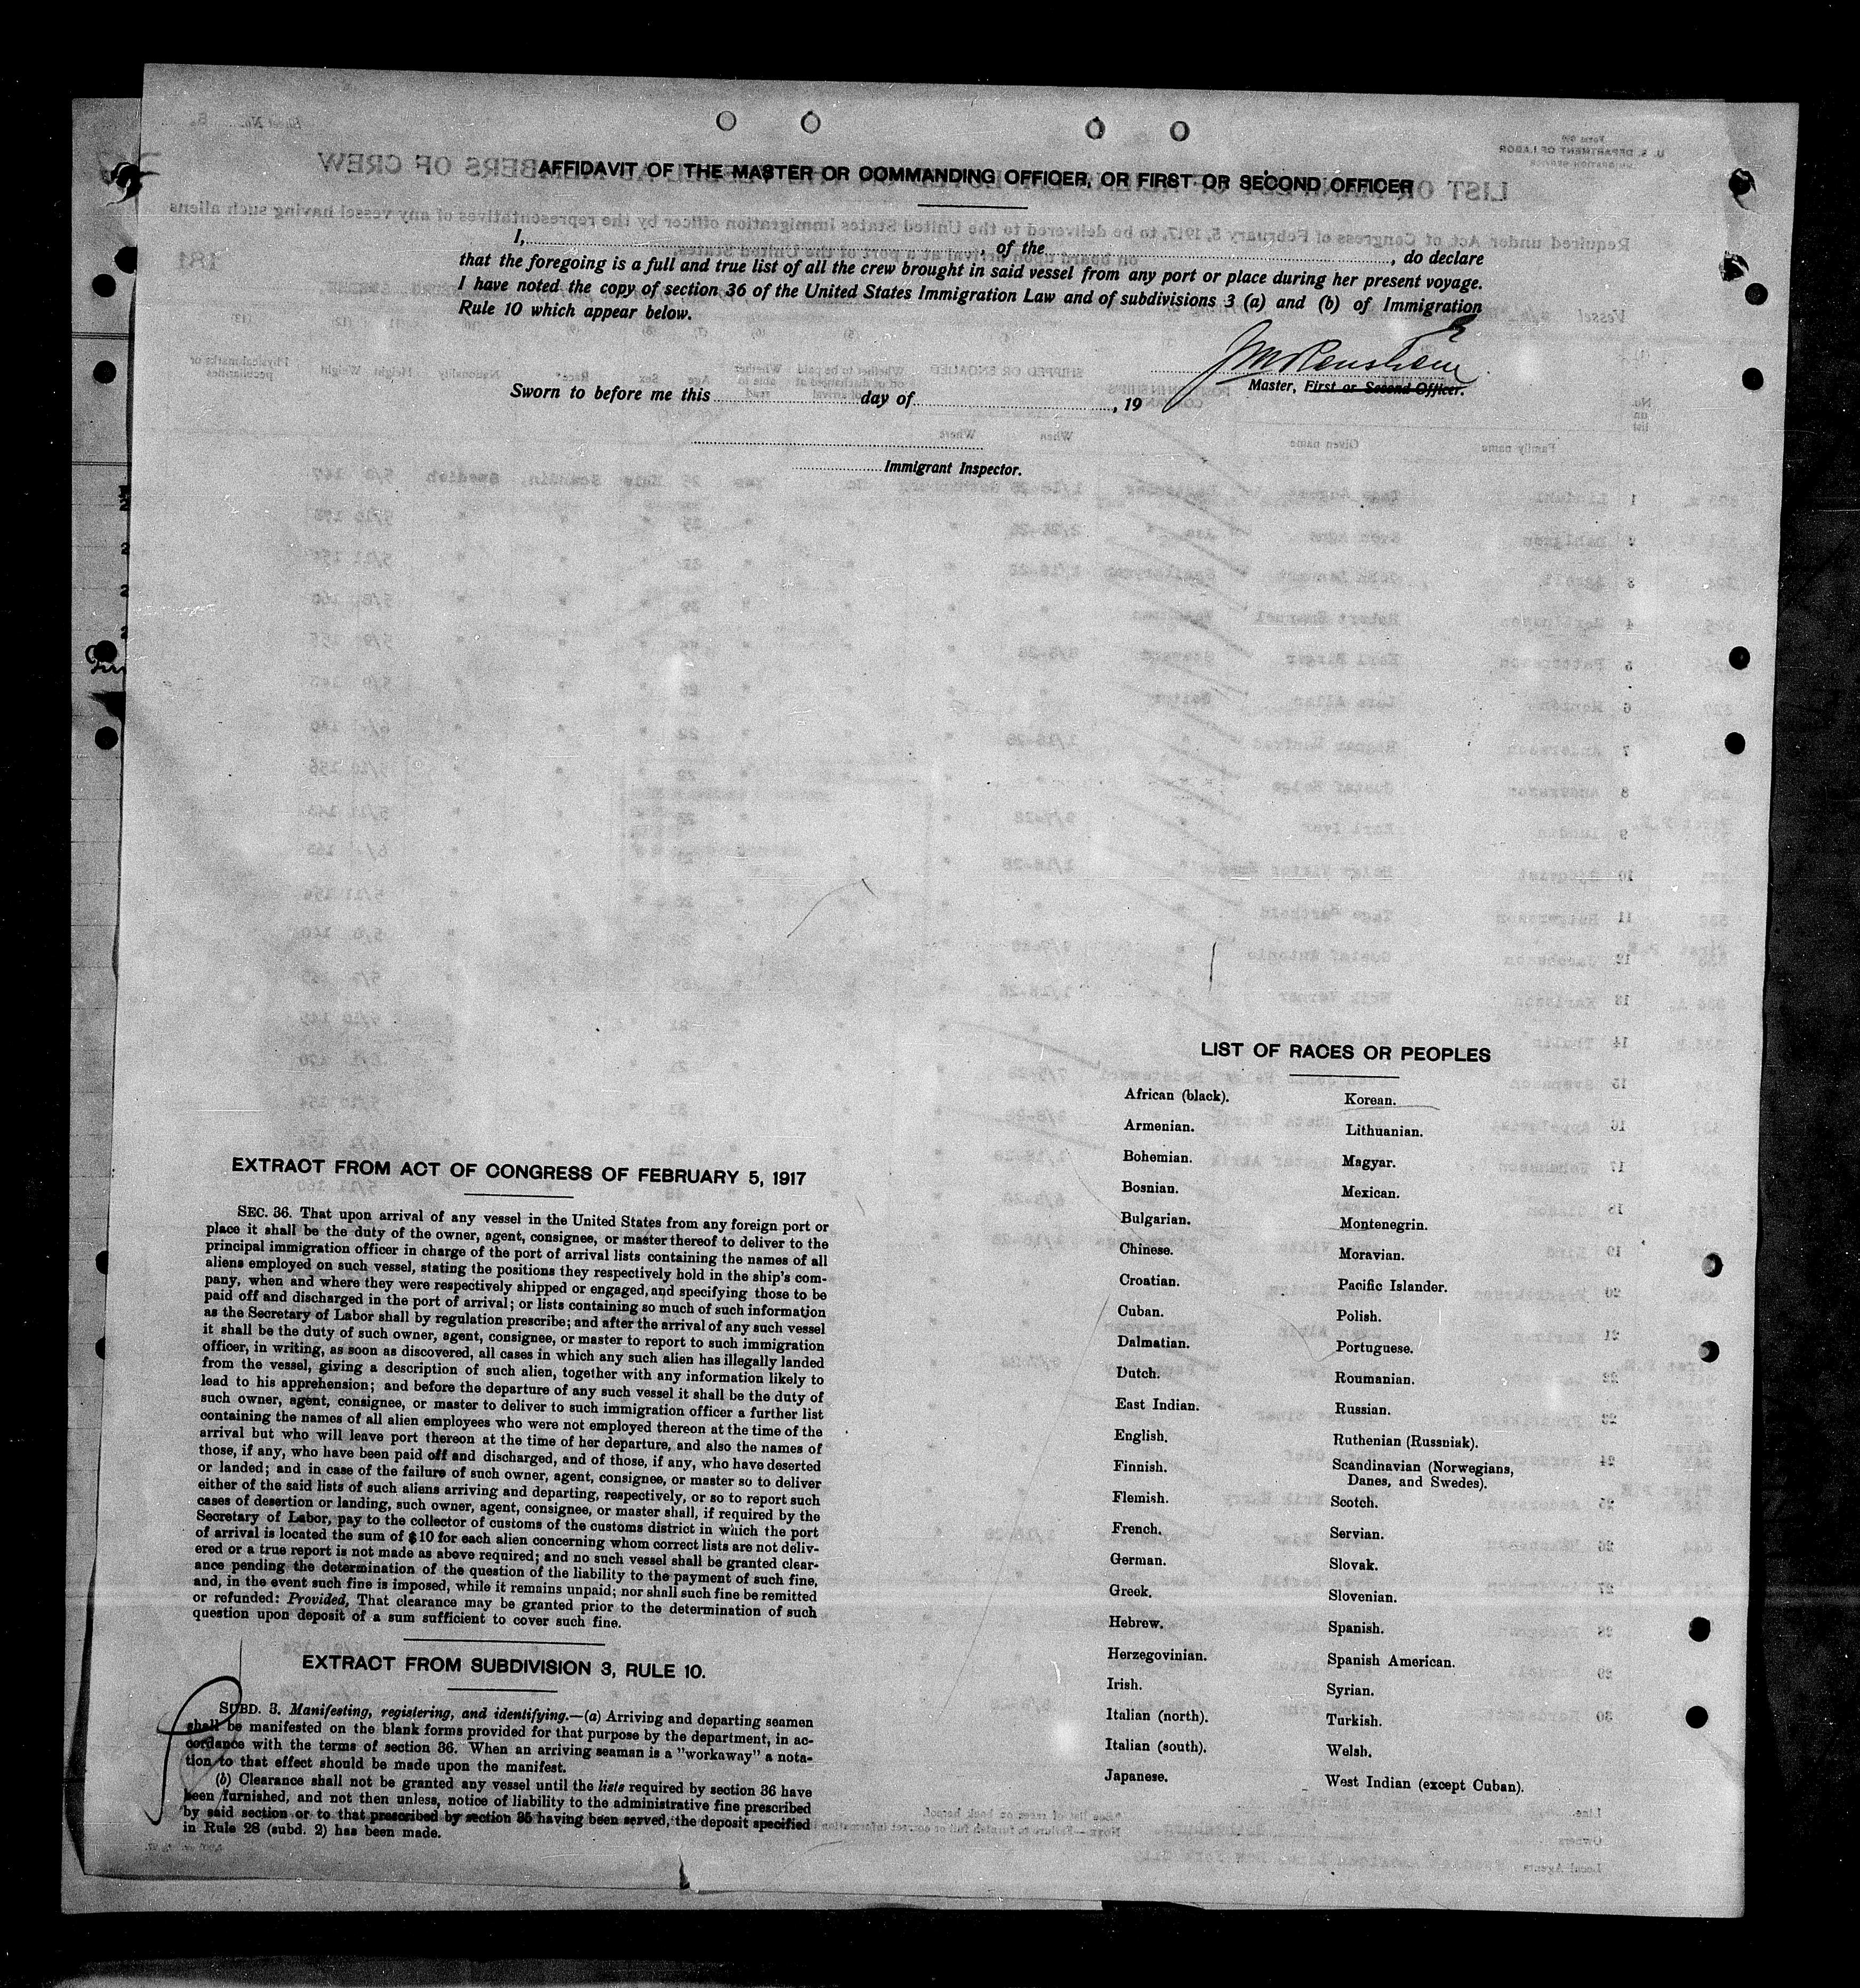 AFFIDAVIT OF THE MASTER OR COMMANDING OFFICER, OR FIRST OR SECOND OFFICER
I, , of the , do declare
that the foregoing is a full and true list of all the crew brought in said vessel from any port or place during her present voyage.
I have noted the copy of section 36 of the United States Immigration Law and of subdivisions 3 (a) and (b) of Immigration
Rule 10 which appear below.
Master, First or Second Officer.
Sworn to before me this day of , 19
Immigrant Inspector.
EXTRACT FROM ACT OF CONGRESS OF FEBRUARY 5, 1917
SEC. 36. That upon arrival of any vessel in the United States from any foreign port or
place it shall be the duty of the owner, agent, consignee, or master thereof to deliver to the
principal immigration officer in charge of the port of arrival lists containing the names of all
aliens employed on such vessel, stating the positions they respectively hold in the ship's com-
pany, when and where they were respectively shipped or engaged, and specifying those to be
paid off and discharged in the port of arrival; or lists containing so much of such information
as the Secretary of Labor shall by regulation prescribe; and after the arrival of any such vessel
it shall be the duty of such owner, agent, consignee, or master to report to such immigration
officer, in writing, as soon as discovered, all cases in which any such alien has illegally landed
from the vessel, giving a description of such alien, together with any information likely to
lead to his apprehension; and before the departure of any such vessel it shall be the duty of
such owner, agent, consignee, or master to deliver to such immigration officer a further list
containing the names of all alien employees who were not employed thereon at the time of the
arrival but who will leave port thereon at the time of her departure, and also the names of
those, if any, who have been paid off and discharged, and of those, if any, who have deserted
or landed; and in case of the failure of such owner, agent, consignee, or master so to deliver
either of the said lists of such aliens arriving and departing, respectively, or so to report such
cases of desertion or landing, such owner, agent, consignee, or master shall, if required by the
Secretary of Labor, pay to the collector of customs of the customs district in which the port
of arrival is located the sum of $10 for each alien concerning whom correct lists are not deliv-
ered or a true report is not made as above required; and no such vessel shall be granted clear-
ance pending the determination of the question of the liability to the payment of such fine,
and, in the event such fine is imposed, while it remains unpaid; nor shall such fine be remitted
or refunded: Provided, That clearance may be granted prior to the determination of such
question upon deposit of a sum sufficient to cover such fine.
EXTRACT FROM SUBDIVISION 3, RULE 10.
SUBD. 3. Manifesting, registering, and identifying.—(a) Arriving and departing seamen
shall be manifested on the blank forms provided for that purpose by the department, in ac-
cordance with the terms of section 36. When an arriving seaman is a "workaway" a nota-
tion to that effect should be made upon the manifest.
(b) Clearance shall not be granted any vessel until the lists required by section 36 have
been furnished, and not then unless, notice of liability to the administrative fine prescribed
by said section or to that prescribed by section 35 having been served, the deposit specified
in Rule 28 (subd. 2) has been made.
LIST OF RACES OR PEOPLES
African (black).
Armenian.
Bohemian.
Bosnian.
Bulgarian.
Chinese.
Croatian.
Cuban.
Dalmatian.
Dutch.
East Indian.
English.
Finnish.
Flemish.
French.
German.
Greek.
Hebrew.
Herzegovinian.
Irish.
Italian (north).
Italian (south).
Japanese.
Korean.
Lithuanian.
Magyar.
Mexican.
Montenegrin.
Moravian.
Pacific Islander.
Polish.
Portuguese.
Roumanian.
Russian.
Ruthenian (Russniak).
Scandinavian (Norwegians,
Danes, and Swedes).
Scotch.
Servian.
Slovak.
Slovenian.
Spanish.
Spanish American.
Syrian.
Turkish.
Welsh.
West Indian (except Cuban).